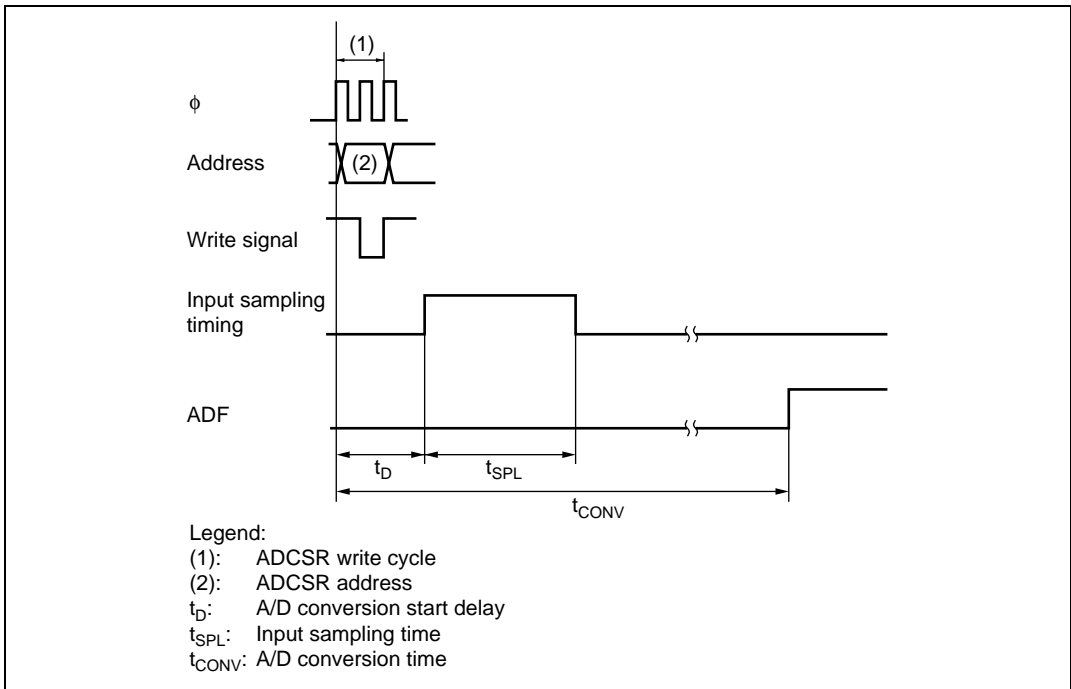 (1)
ϕ
Address
(2)
Write signal
Input sampling
timing
ADF
tD
tSPL
tCONV
Legend:
(1): ADCSR write cycle
(2): ADCSR address
tD: A/D conversion start delay
tSPL: Input sampling time
tCONV: A/D conversion time